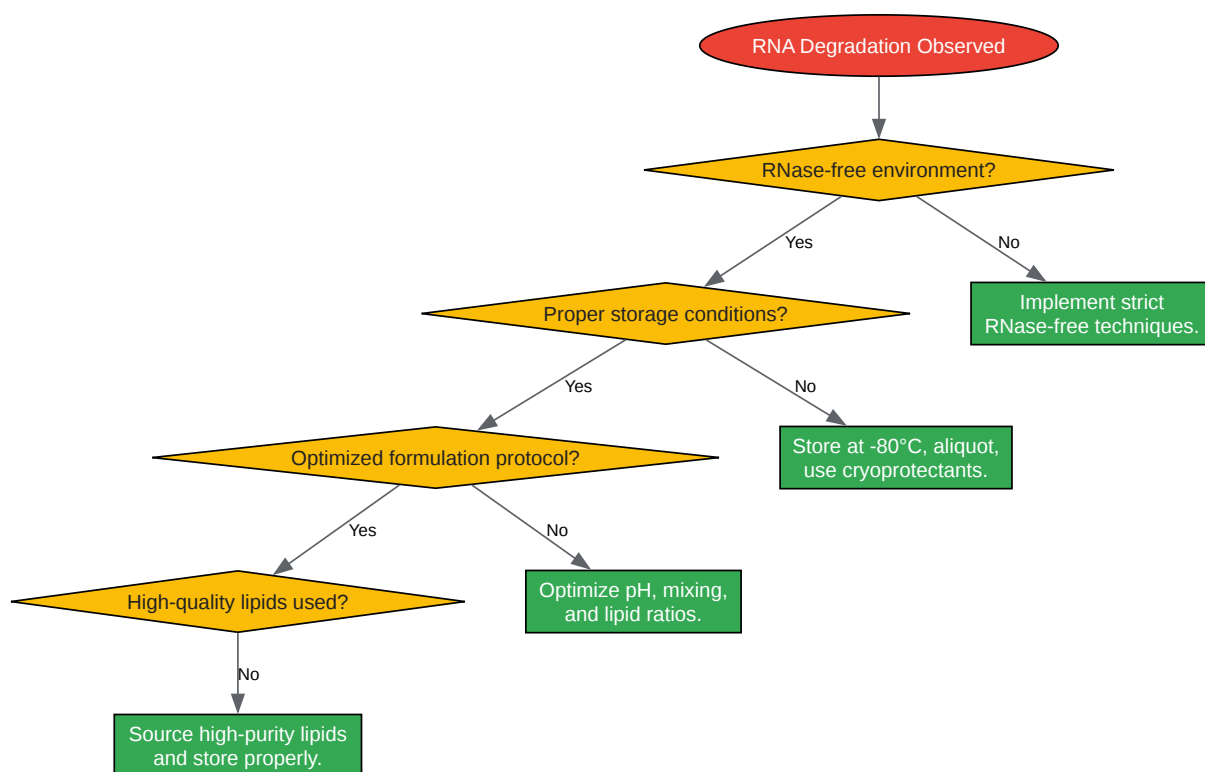 RNA Degradation Observed
RNase-free environment?
Yes
No
Implement strict
RNase-free techniques.
Proper storage conditions?
Yes
No
Store at -80°C, aliquot,
use cryoprotectants.
Optimized formulation protocol?
Yes
No
Optimize pH, mixing,
and lipid ratios.
High-quality lipids used?
No
Source high-purity lipids
and store properly.